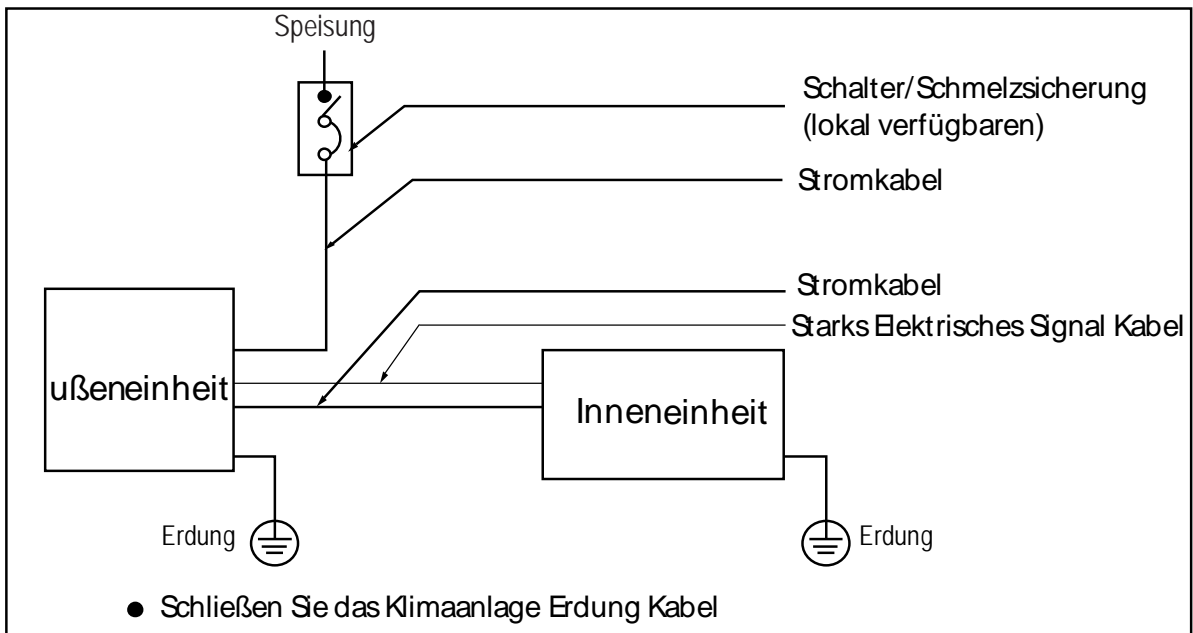 Speisung
Schalter/Schmelzsicherung
(lokal verfügbaren)
Stromkabel
Stromkabel
Starks Elektrisches Signal Kabel
ußeneinheit
Inneneinheit
Erdung
Erdung
● Schließen Sie das Klimaanlage Erdung Kabel